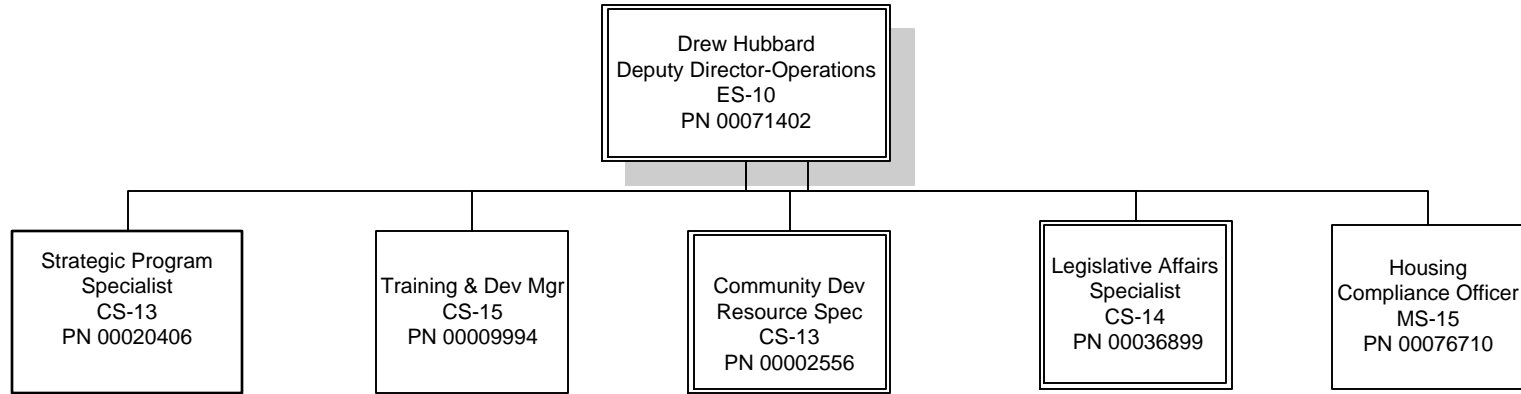 Drew Hubbard
Deputy Director-Operations
ES-10
PN 00071402
Strategic Program
Specialist
CS-13
PN 00020406
Training & Dev Mgr
CS-15
PN 00009994
Community Dev
Resource Spec
CS-13
PN 00002556
Legislative Affairs
Specialist
CS-14
PN 00036899
Housing
Compliance Officer
MS-15
PN 00076710